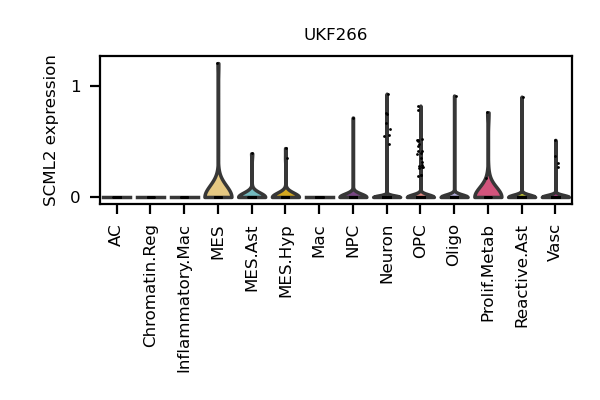 UKF266
SCML2 expression
1
0
AC
Chromatin.Reg
Inflammatory.Mac
MES
MES.Ast
MES.Hyp
Mac
NPC
Neuron
OPC
Oligo
Prolif.Metab
Reactive.Ast
Vasc